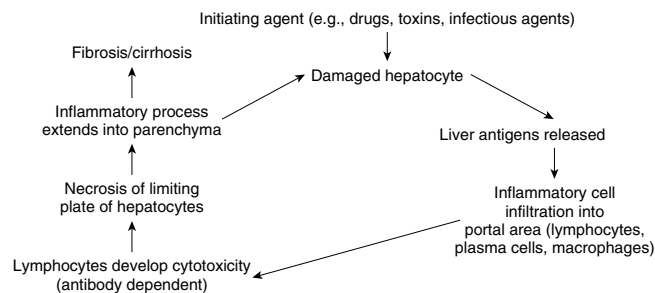 Initiating agent (e.g., drugs, toxins, infectious agents)
Fibrosis/cirrhosis
Damaged hepatocyte
Inflammatory process
extends into parenchyma
Liver antigens released
Necrosis of limiting
plate of hepatocytes
Inflammatory cell
infiltration into
portal area (lymphocytes,
plasma cells, macrophages)
Lymphocytes develop cytotoxicity
(antibody dependent)